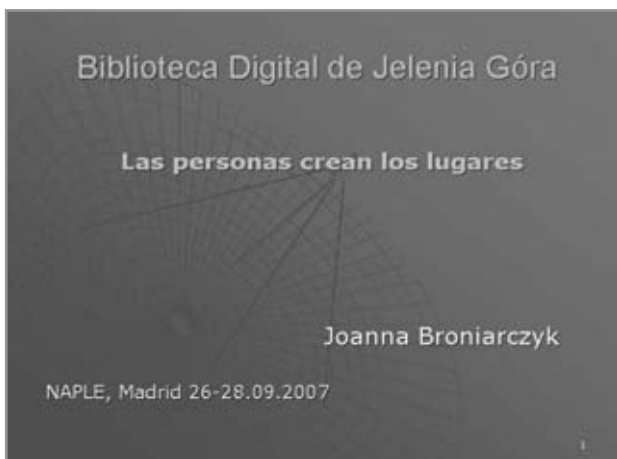 Biblioteca Digital de Jelenia Góra
Las personas crean los lugares
Joanna Broniarczyk
NAPLE, Madrid 26-28.09.2007
1